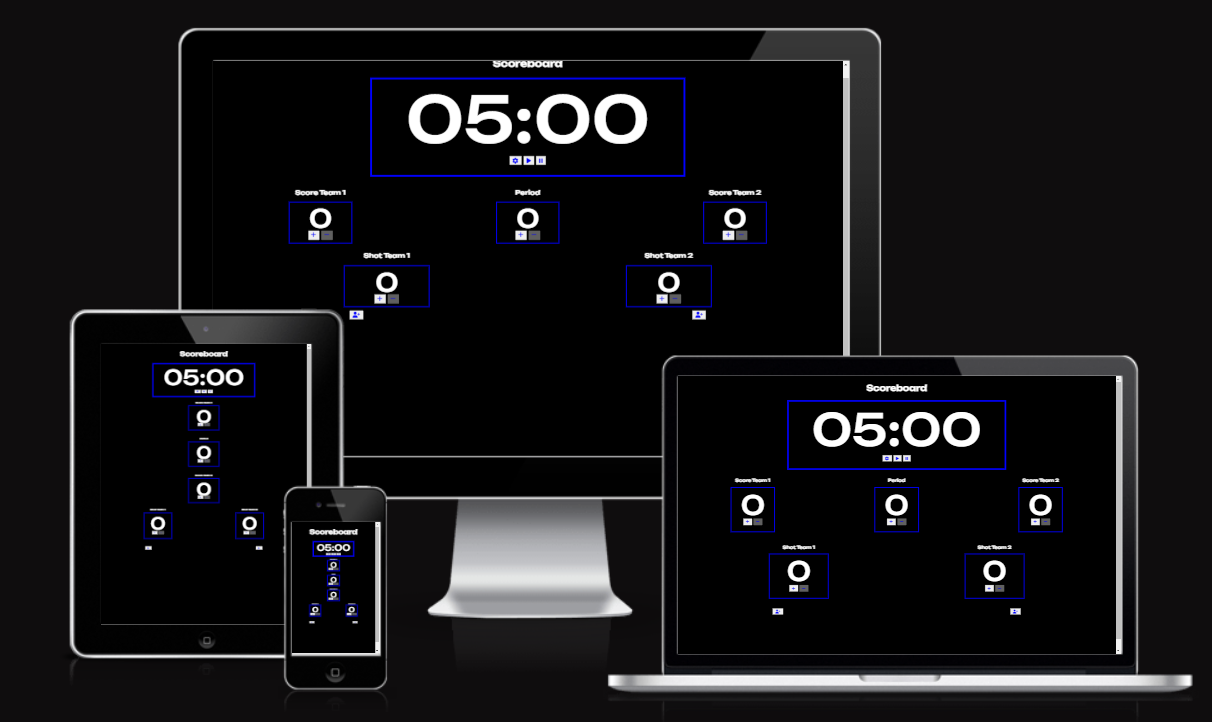 Scoreboard
05:00
Score Team 1 Period Score Team 2
0 0 0
+ − + − + −
Shot Team 1 Shot Team 2
0 0
+ − + −
Scoreboard
05:00
0
0
0
0 0
Scoreboard
05:00
0
0
0
0 0
Scoreboard
05:00
Score Team 1 Period Score Team 2
0 0 0
+ − + − + −
Shot Team 1 Shot Team 2
0 0
+ − + −